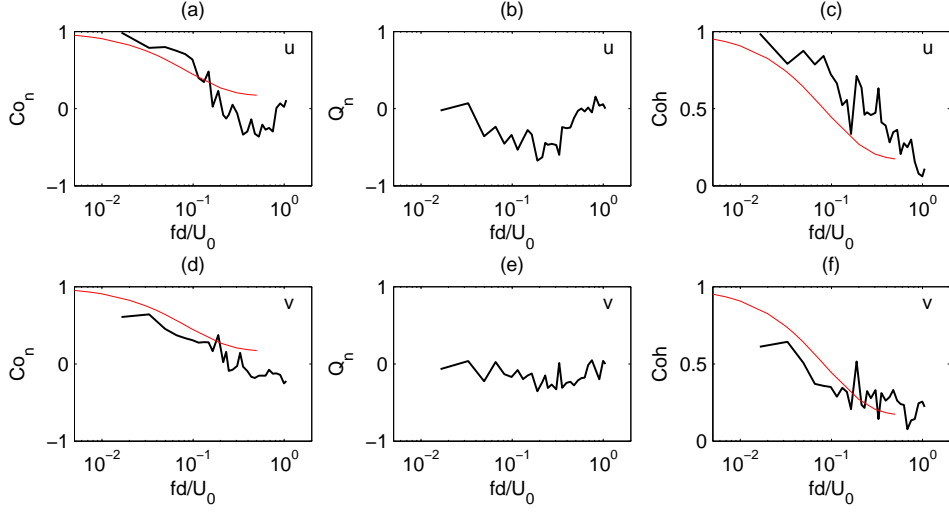 (a) (b) (c)
1 u 1 u 1 u
Co_n 0 Q_n 0 Coh 0.5
−1 −1 0
10^−2 10^−1 10^0 10^−2 10^−1 10^0 10^−2 10^−1 10^0
fd/U_0 fd/U_0 fd/U_0
(d) (e) (f)
1 v 1 v 1 v
Co_n 0 Q_n 0 Coh 0.5
−1 −1 0
10^−2 10^−1 10^0 10^−2 10^−1 10^0 10^−2 10^−1 10^0
fd/U_0 fd/U_0 fd/U_0